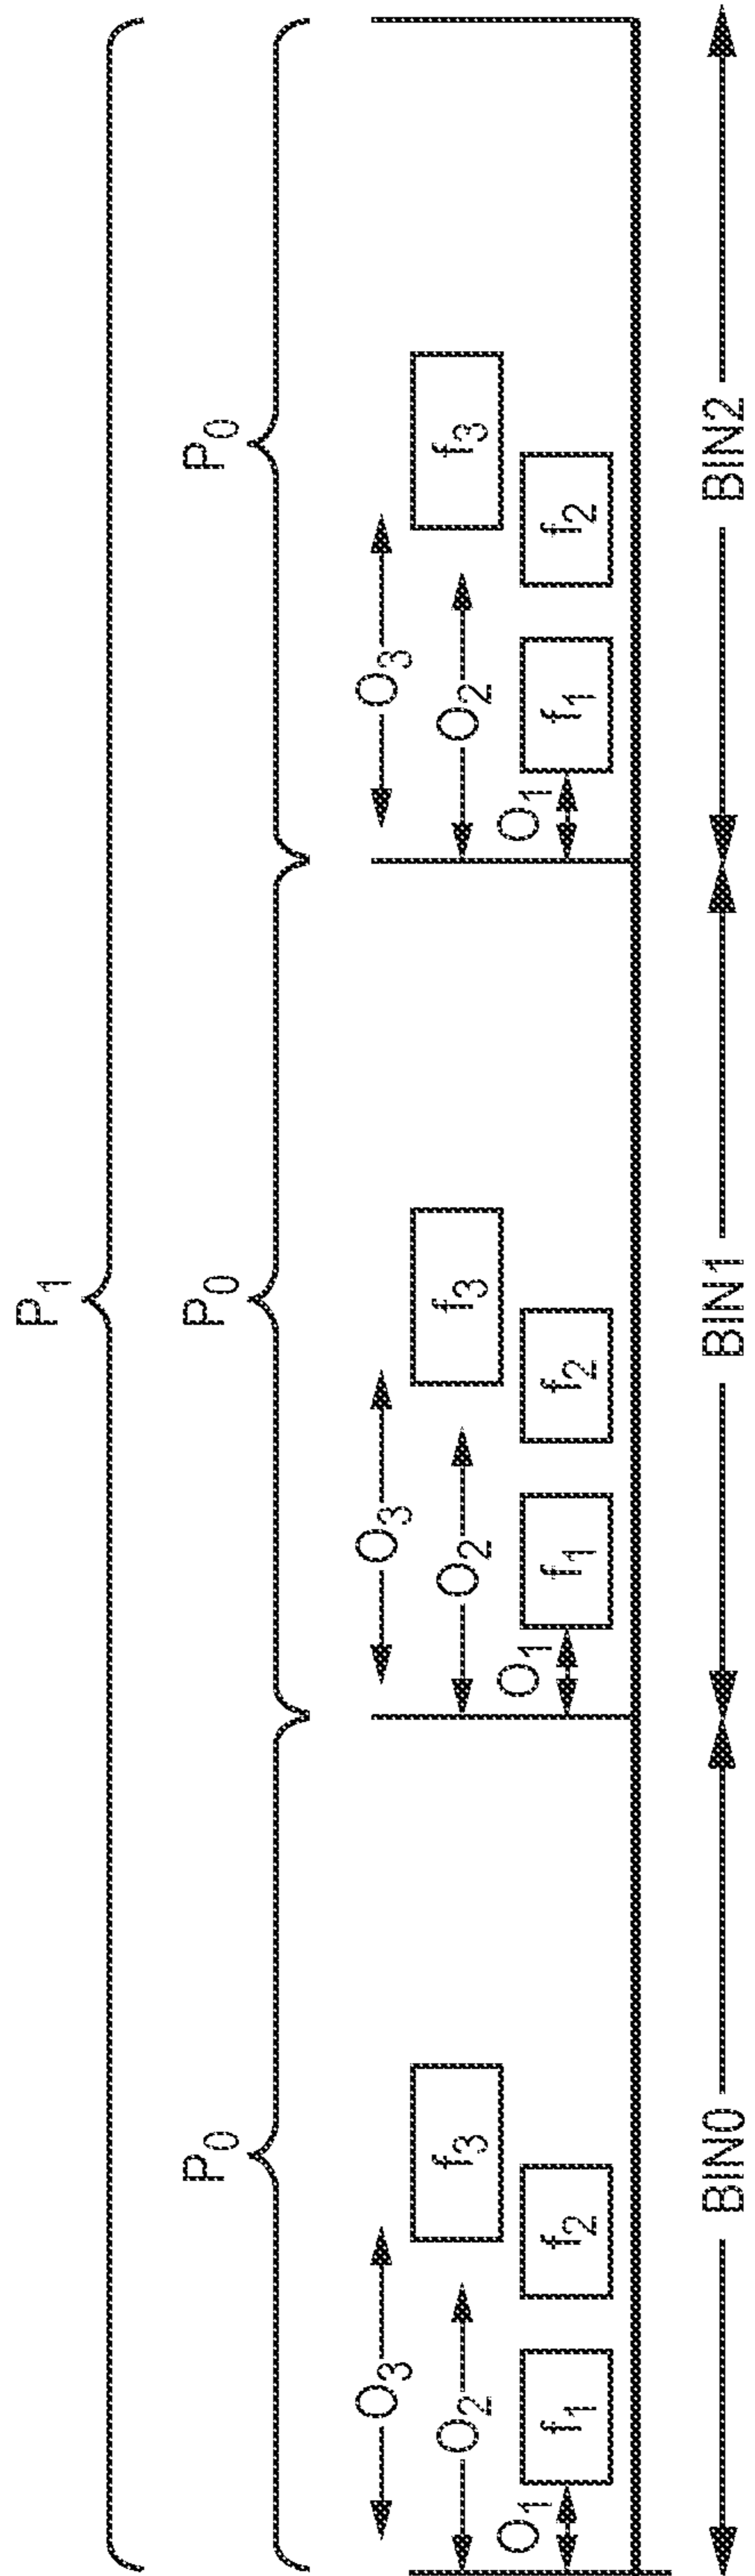 P1
P0 P0 P0
O3 O3 O3
O2 O2 O2
f3 f3 f3
O1 f1 f2 O1 f1 f2 O1 f1 f2
BIN0 BIN1 BIN2